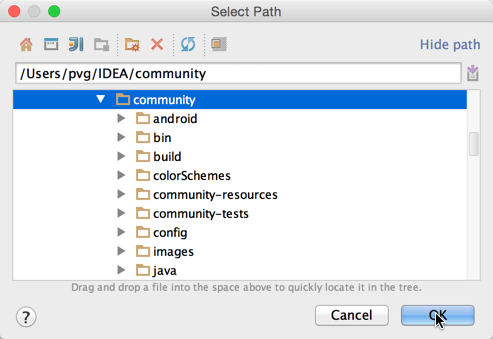 Select Path
Hide path
/Users/pvg/IDEA/community
community
android
bin
build
colorSchemes
community-resources
community-tests
config
images
java
Drag and drop a file into the space above to quickly locate it in the tree.
? Cancel OK